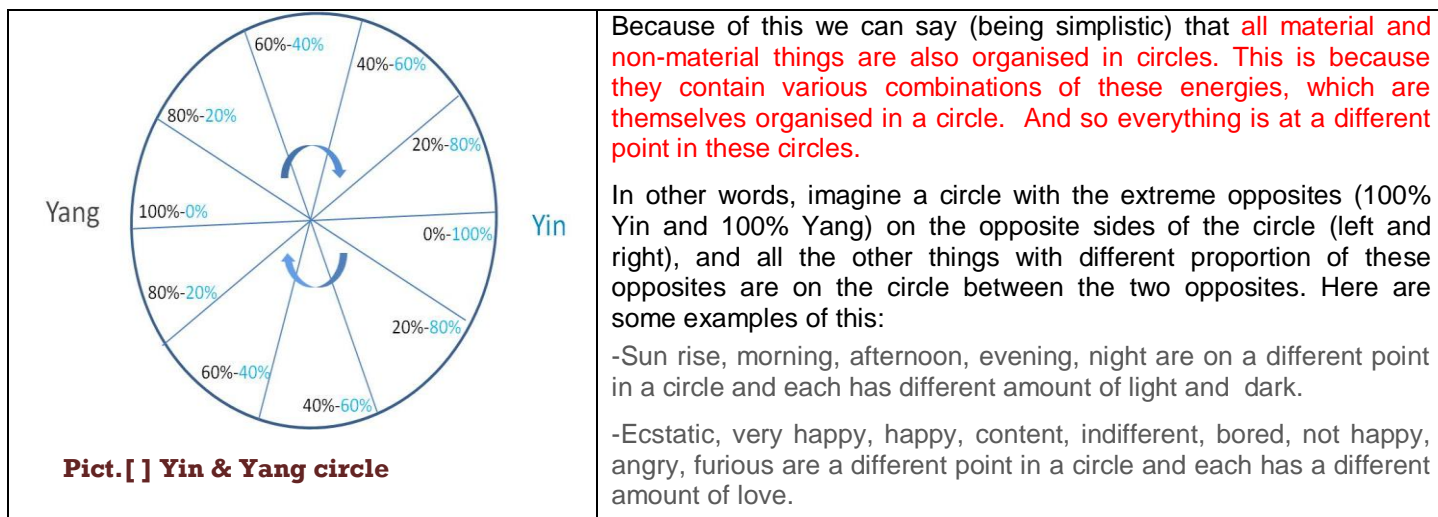 60%-40%
40%-60%
80%-20%
20%-80%
Yang
100%-0%
0%-100%
Yin
80%-20%
20%-80%
60%-40%
40%-60%
Pict.[ ] Yin & Yang circle
Because of this we can say (being simplistic) that all material and
non-material things are also organised in circles. This is because
they contain various combinations of these energies, which are
themselves organised in a circle. And so everything is at a different
point in these circles.
In other words, imagine a circle with the extreme opposites (100%
Yin and 100% Yang) on the opposite sides of the circle (left and
right), and all the other things with different proportion of these
opposites are on the circle between the two opposites. Here are
some examples of this:
-Sun rise, morning, afternoon, evening, night are on a different point
in a circle and each has different amount of light and dark.
-Ecstatic, very happy, happy, content, indifferent, bored, not happy,
angry, furious are a different point in a circle and each has a different
amount of love.